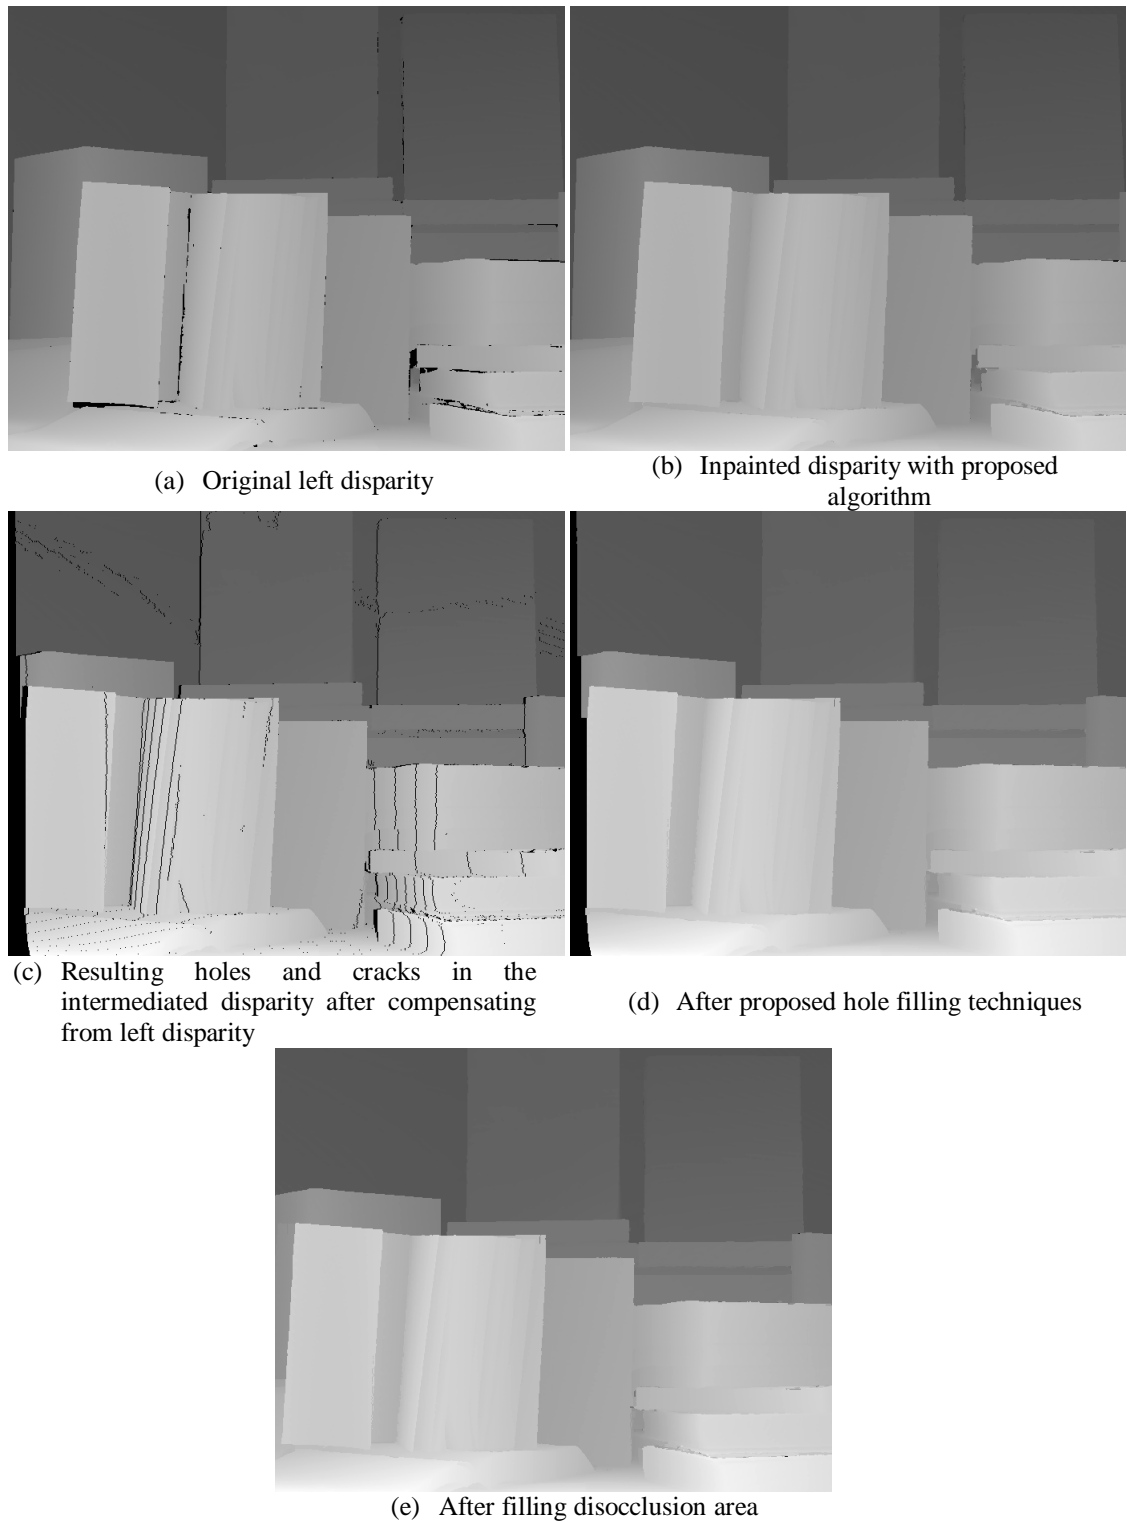 (a) Original left disparity
(b) Inpainted disparity with proposed
algorithm
(c) Resulting holes and cracks in the
intermediated disparity after compensating
from left disparity
(d) After proposed hole filling techniques
(e) After filling disocclusion area